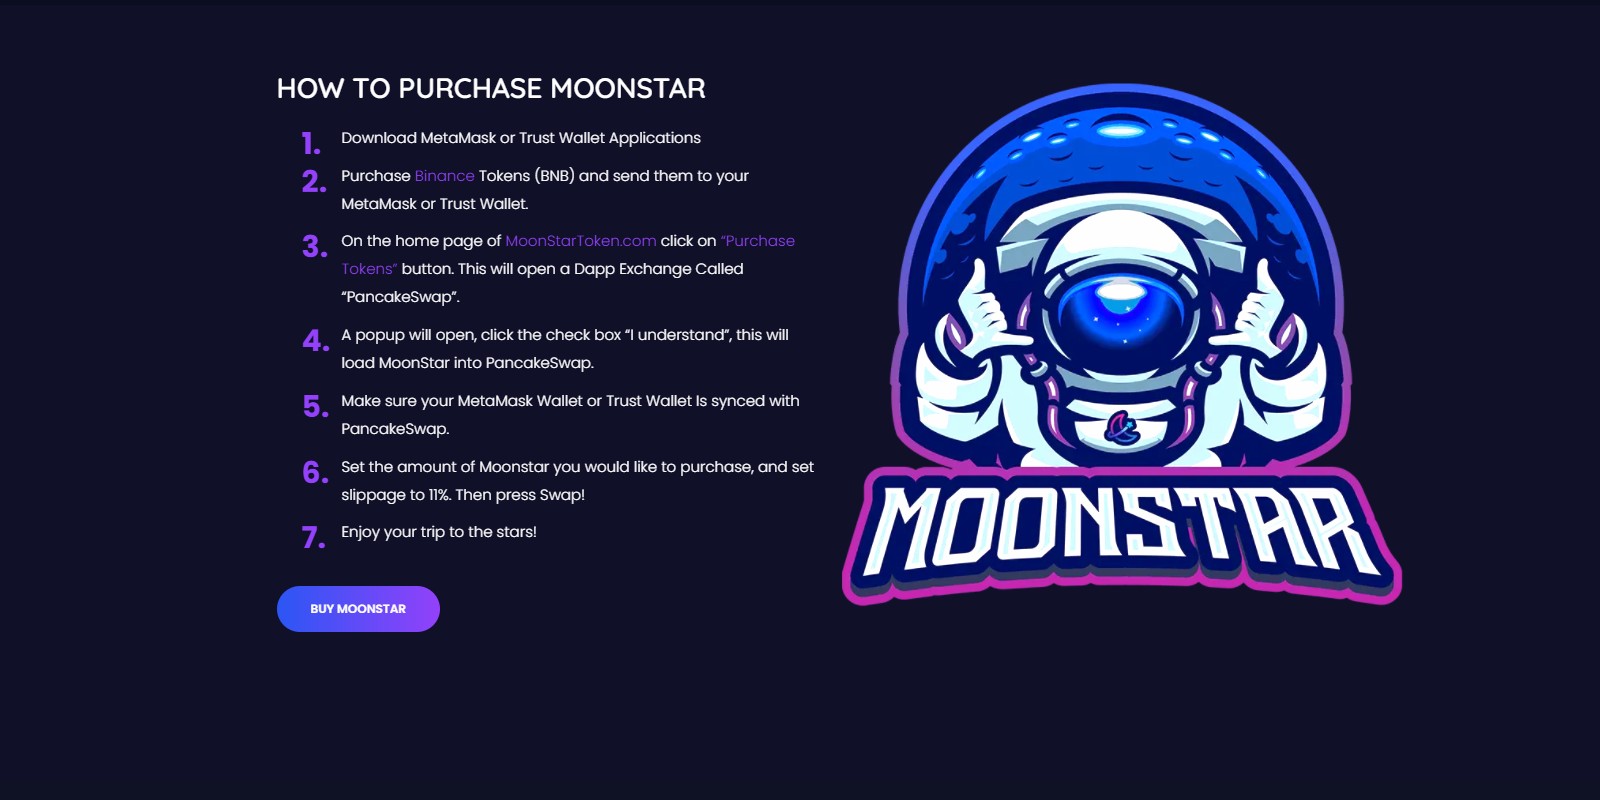 HOW TO PURCHASE MOONSTAR
1. Download MetaMask or Trust Wallet Applications
2. Purchase Binance Tokens (BNB) and send them to your
MetaMask or Trust Wallet.
3. On the home page of MoonStarToken.com click on “Purchase
Tokens” button. This will open a Dapp Exchange Called
“PancakeSwap”.
4. A popup will open, click the check box “I understand”, this will
load MoonStar into PancakeSwap.
5. Make sure your MetaMask Wallet or Trust Wallet Is synced with
PancakeSwap.
6. Set the amount of Moonstar you would like to purchase, and set
slippage to 11%. Then press Swap!
7. Enjoy your trip to the stars!
BUY MOONSTAR
MOONSTAR